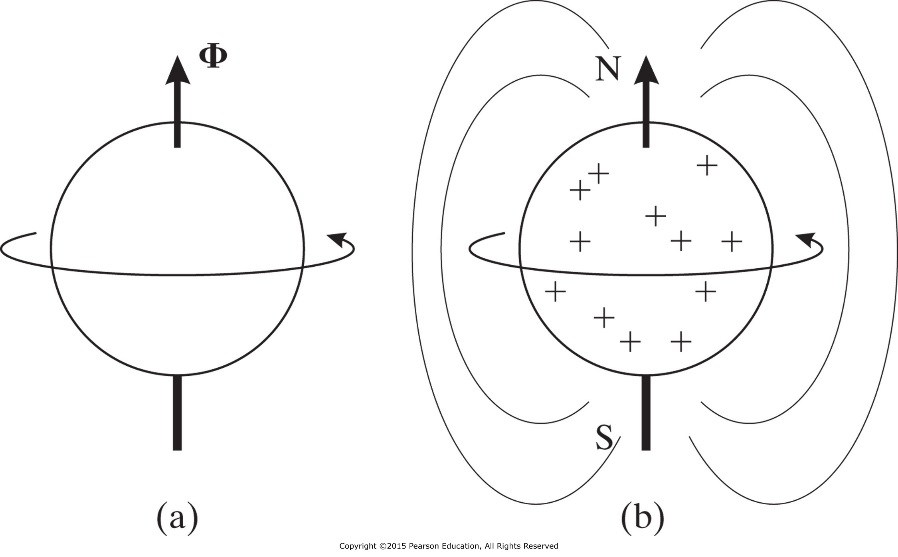 Φ
N
S
(a)
(b)
Copyright ©2015 Pearson Education, All Rights Reserved